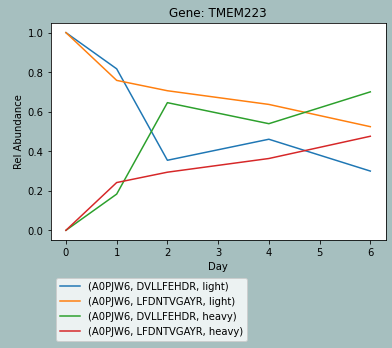 Gene: TMEM223
Rel Abundance
1.0
0.8
0.6
0.4
0.2
0.0
0 1 2 3 4 5 6
Day
(A0PJW6, DVLLFEHDR, light)
(A0PJW6, LFDNTVGAYR, light)
(A0PJW6, DVLLFEHDR, heavy)
(A0PJW6, LFDNTVGAYR, heavy)